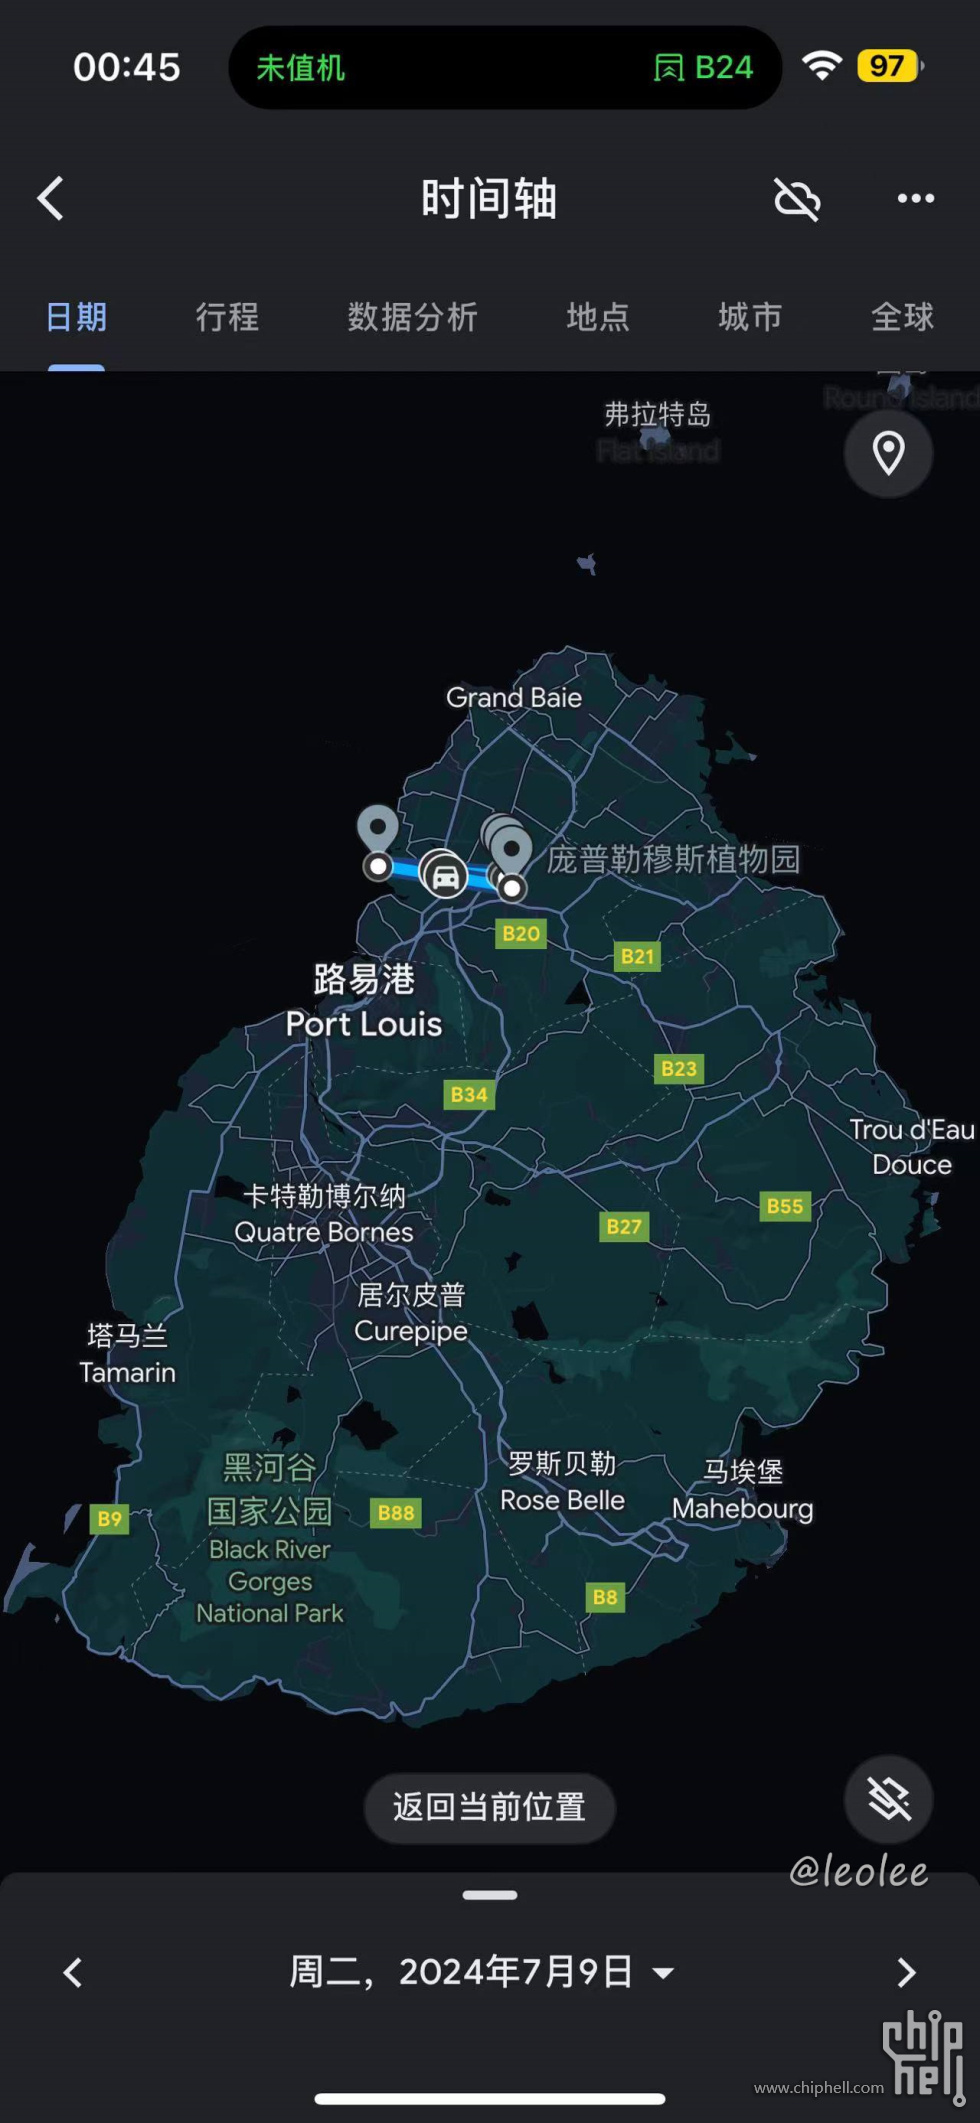 00:45
未值机
B24
97
时间轴
日期
行程
数据分析
地点
城市
全球
Round Island
弗拉特岛
Flat Island
Grand Baie
庞普勒穆斯植物园
B20
B21
路易港
Port Louis
B23
B34
Trou d'Eau
Douce
卡特勒博尔纳
Quatre Bornes
B55
B27
居尔皮普
Curepipe
塔马兰
Tamarin
黑河谷
国家公园
Black River
Gorges
National Park
罗斯贝勒
Rose Belle
马埃堡
Mahebourg
B9
B88
B8
返回当前位置
@leolee
周二，2024年7月9日
chip
hell
www.chiphell.com